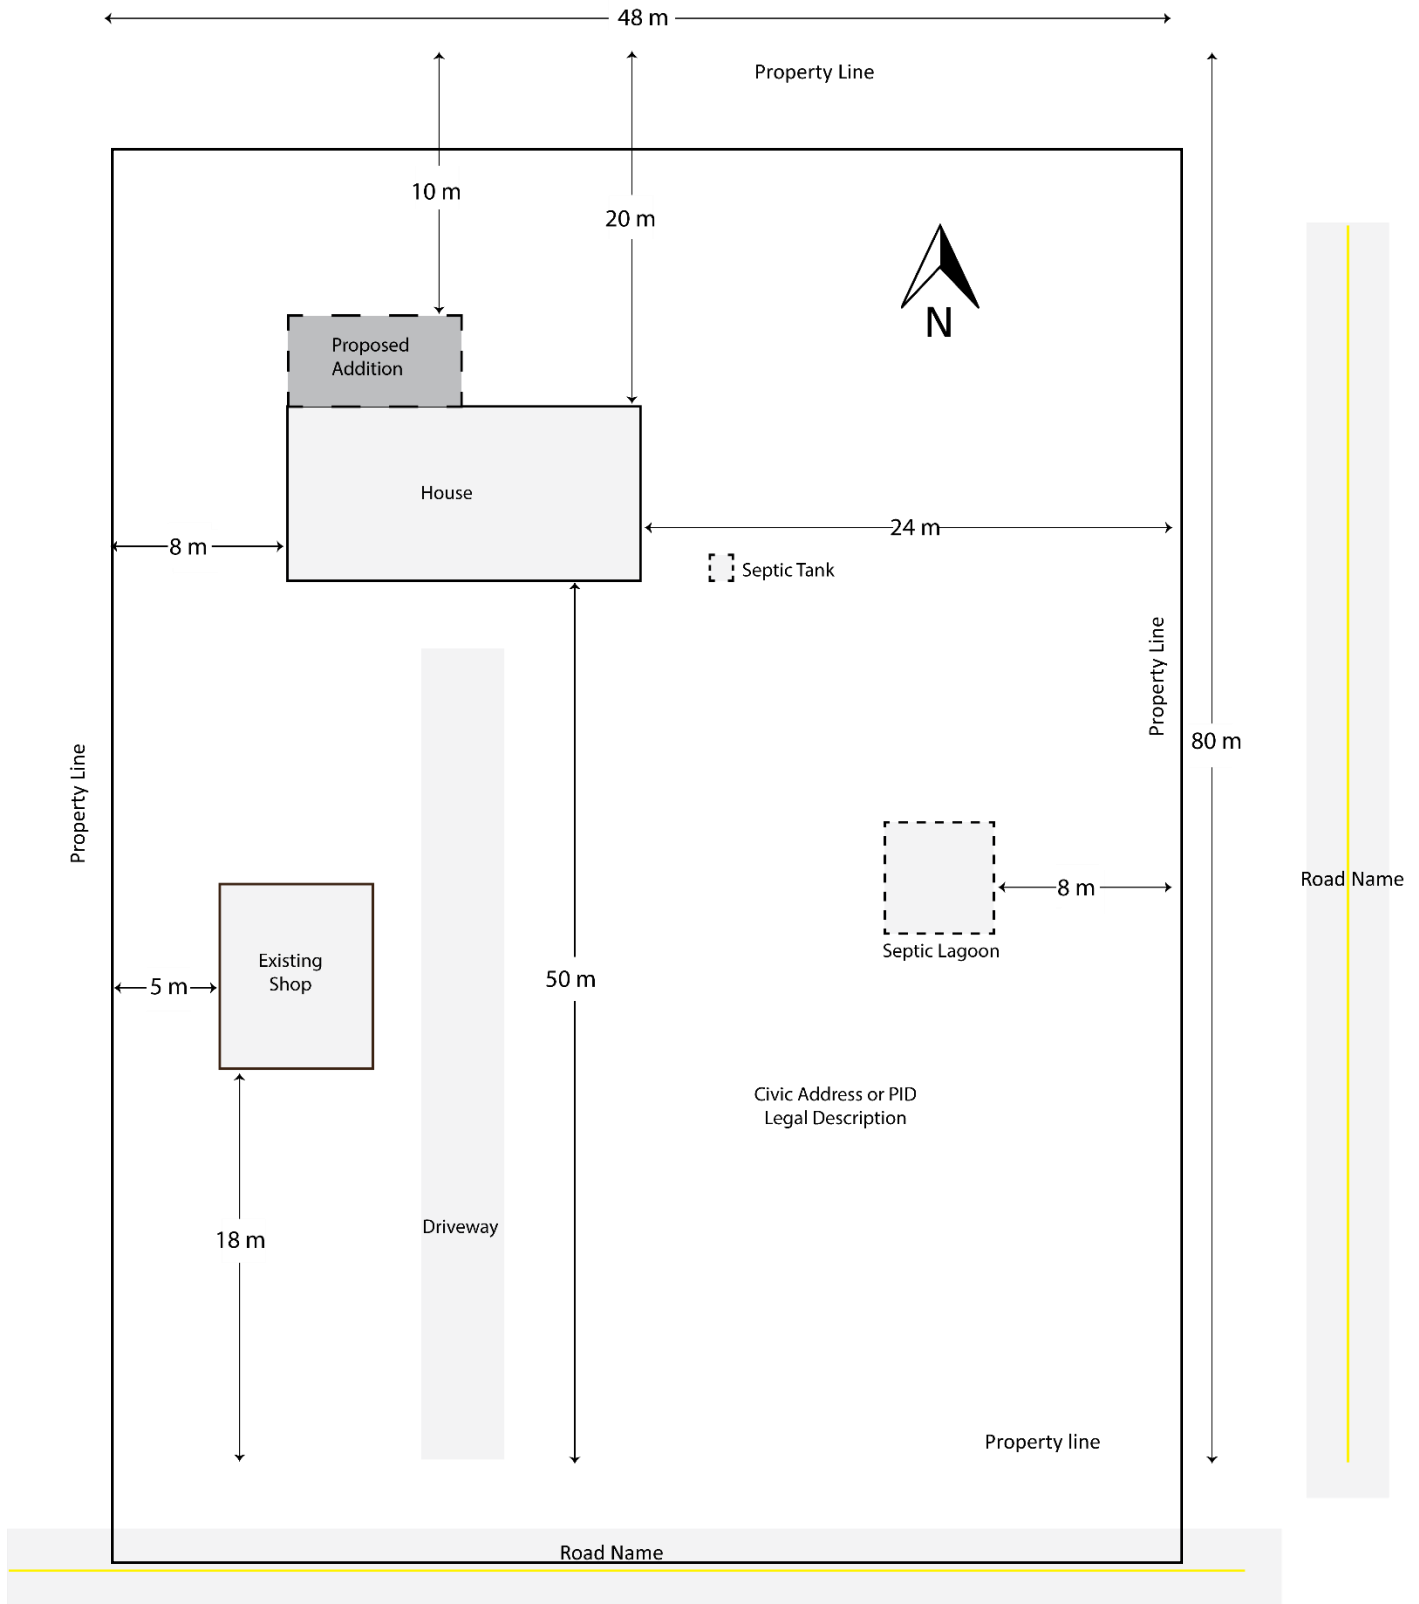 48 m
Property Line
10 m
20 m
N
Proposed
Addition
House
24 m
8 m
Septic Tank
Property Line
80 m
Property Line
Road Name
8 m
Septic Lagoon
Existing
Shop
5 m
50 m
Civic Address or PID
Legal Description
Driveway
18 m
Property line
Road Name